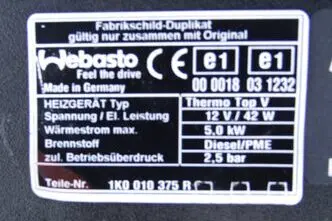 Fabrikschild-Duplikat
gültig nur zusammen mit Original
Webasto CE e1 e1
Feel the drive
Made in Germany 00 0018 03 1232
HEIZGERÄT Typ Thermo Top V
Spannung / El. Leistung 12 V / 42 W
Wärmestrom max. 5,0 kW
Brennstoff Diesel/PME
zul. Betriebsüberdruck 2,5 bar
Teile-Nr. 1K0 010 375 R